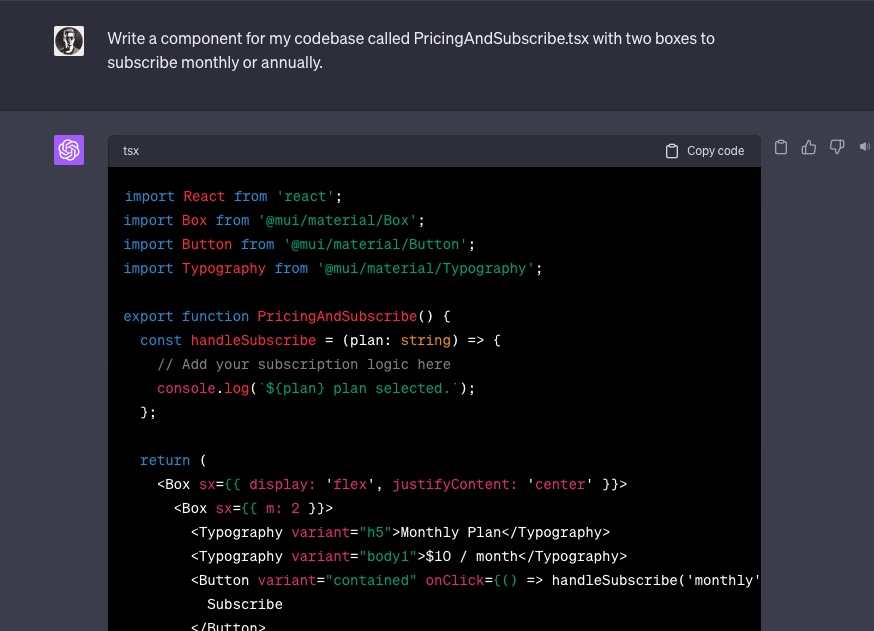 Write a component for my codebase called PricingAndSubscribe.tsx with two boxes to
subscribe monthly or annually.
tsx
Copy code
import React from 'react';
import Box from '@mui/material/Box';
import Button from '@mui/material/Button';
import Typography from '@mui/material/Typography';
export function PricingAndSubscribe() {
const handleSubscribe = (plan: string) => {
// Add your subscription logic here
console.log(`${plan} plan selected.`);
};
return (
<Box sx={{ display: 'flex', justifyContent: 'center' }}>
<Box sx={{ m: 2 }}>
<Typography variant="h5">Monthly Plan</Typography>
<Typography variant="body1">$10 / month</Typography>
<Button variant="contained" onClick={() => handleSubscribe('monthly'
Subscribe
</Button>